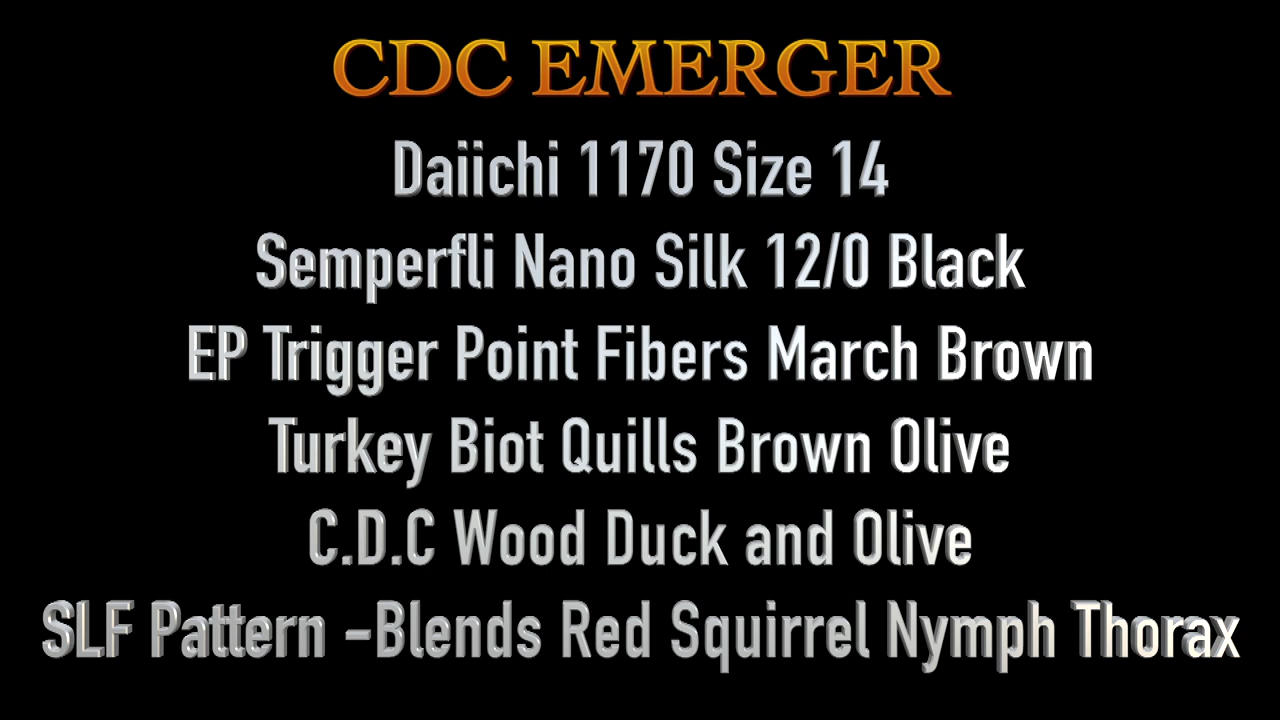 CDC EMERGER
Daiichi 1170 Size 14
Semperfli Nano Silk 12/0 Black
EP Trigger Point Fibers March Brown
Turkey Biot Quills Brown Olive
C.D.C Wood Duck and Olive
SLF Pattern -Blends Red Squirrel Nymph Thorax